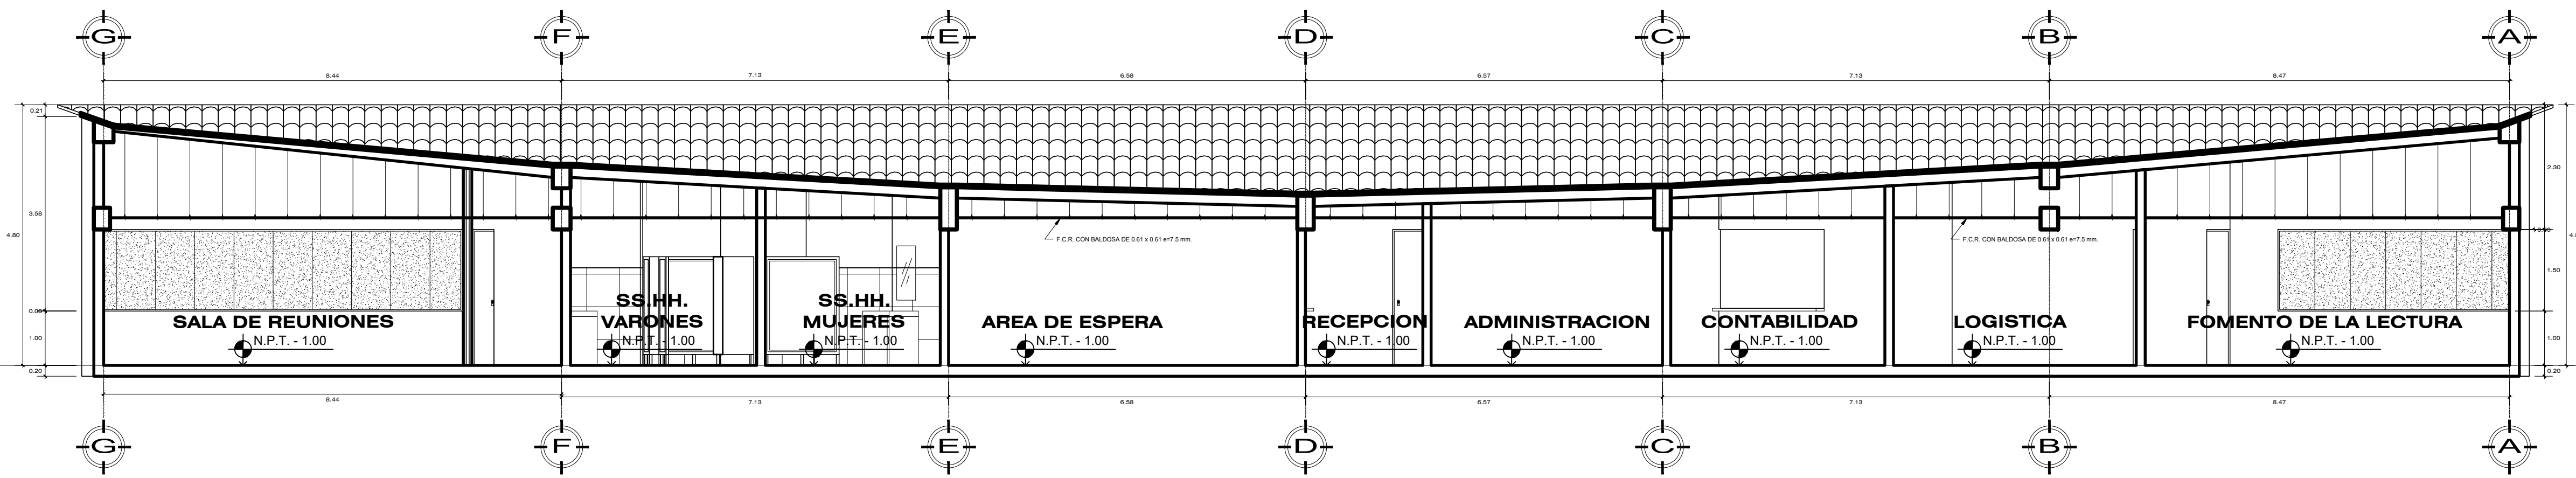 G F E D C B A
8.44 7.13 6.58 6.57 7.13 8.47
0.21
3.58
4.80
0.00
1.00
0.20
2.30
1.50
1.00
0.20
F.C.R. CON BALDOSA DE 0.61 x 0.61 e=7.5 mm.
F.C.R. CON BALDOSA DE 0.61 x 0.61 e=7.5 mm.
SALA DE REUNIONES
N.P.T. - 1.00
SS.HH.
VARONES
N.P.T. - 1.00
SS.HH.
MUJERES
N.P.T. - 1.00
AREA DE ESPERA
N.P.T. - 1.00
RECEPCION
N.P.T. - 1.00
ADMINISTRACION
N.P.T. - 1.00
CONTABILIDAD
N.P.T. - 1.00
LOGISTICA
N.P.T. - 1.00
FOMENTO DE LA LECTURA
N.P.T. - 1.00
8.44 7.13 6.58 6.57 7.13 8.47
G F E D C B A